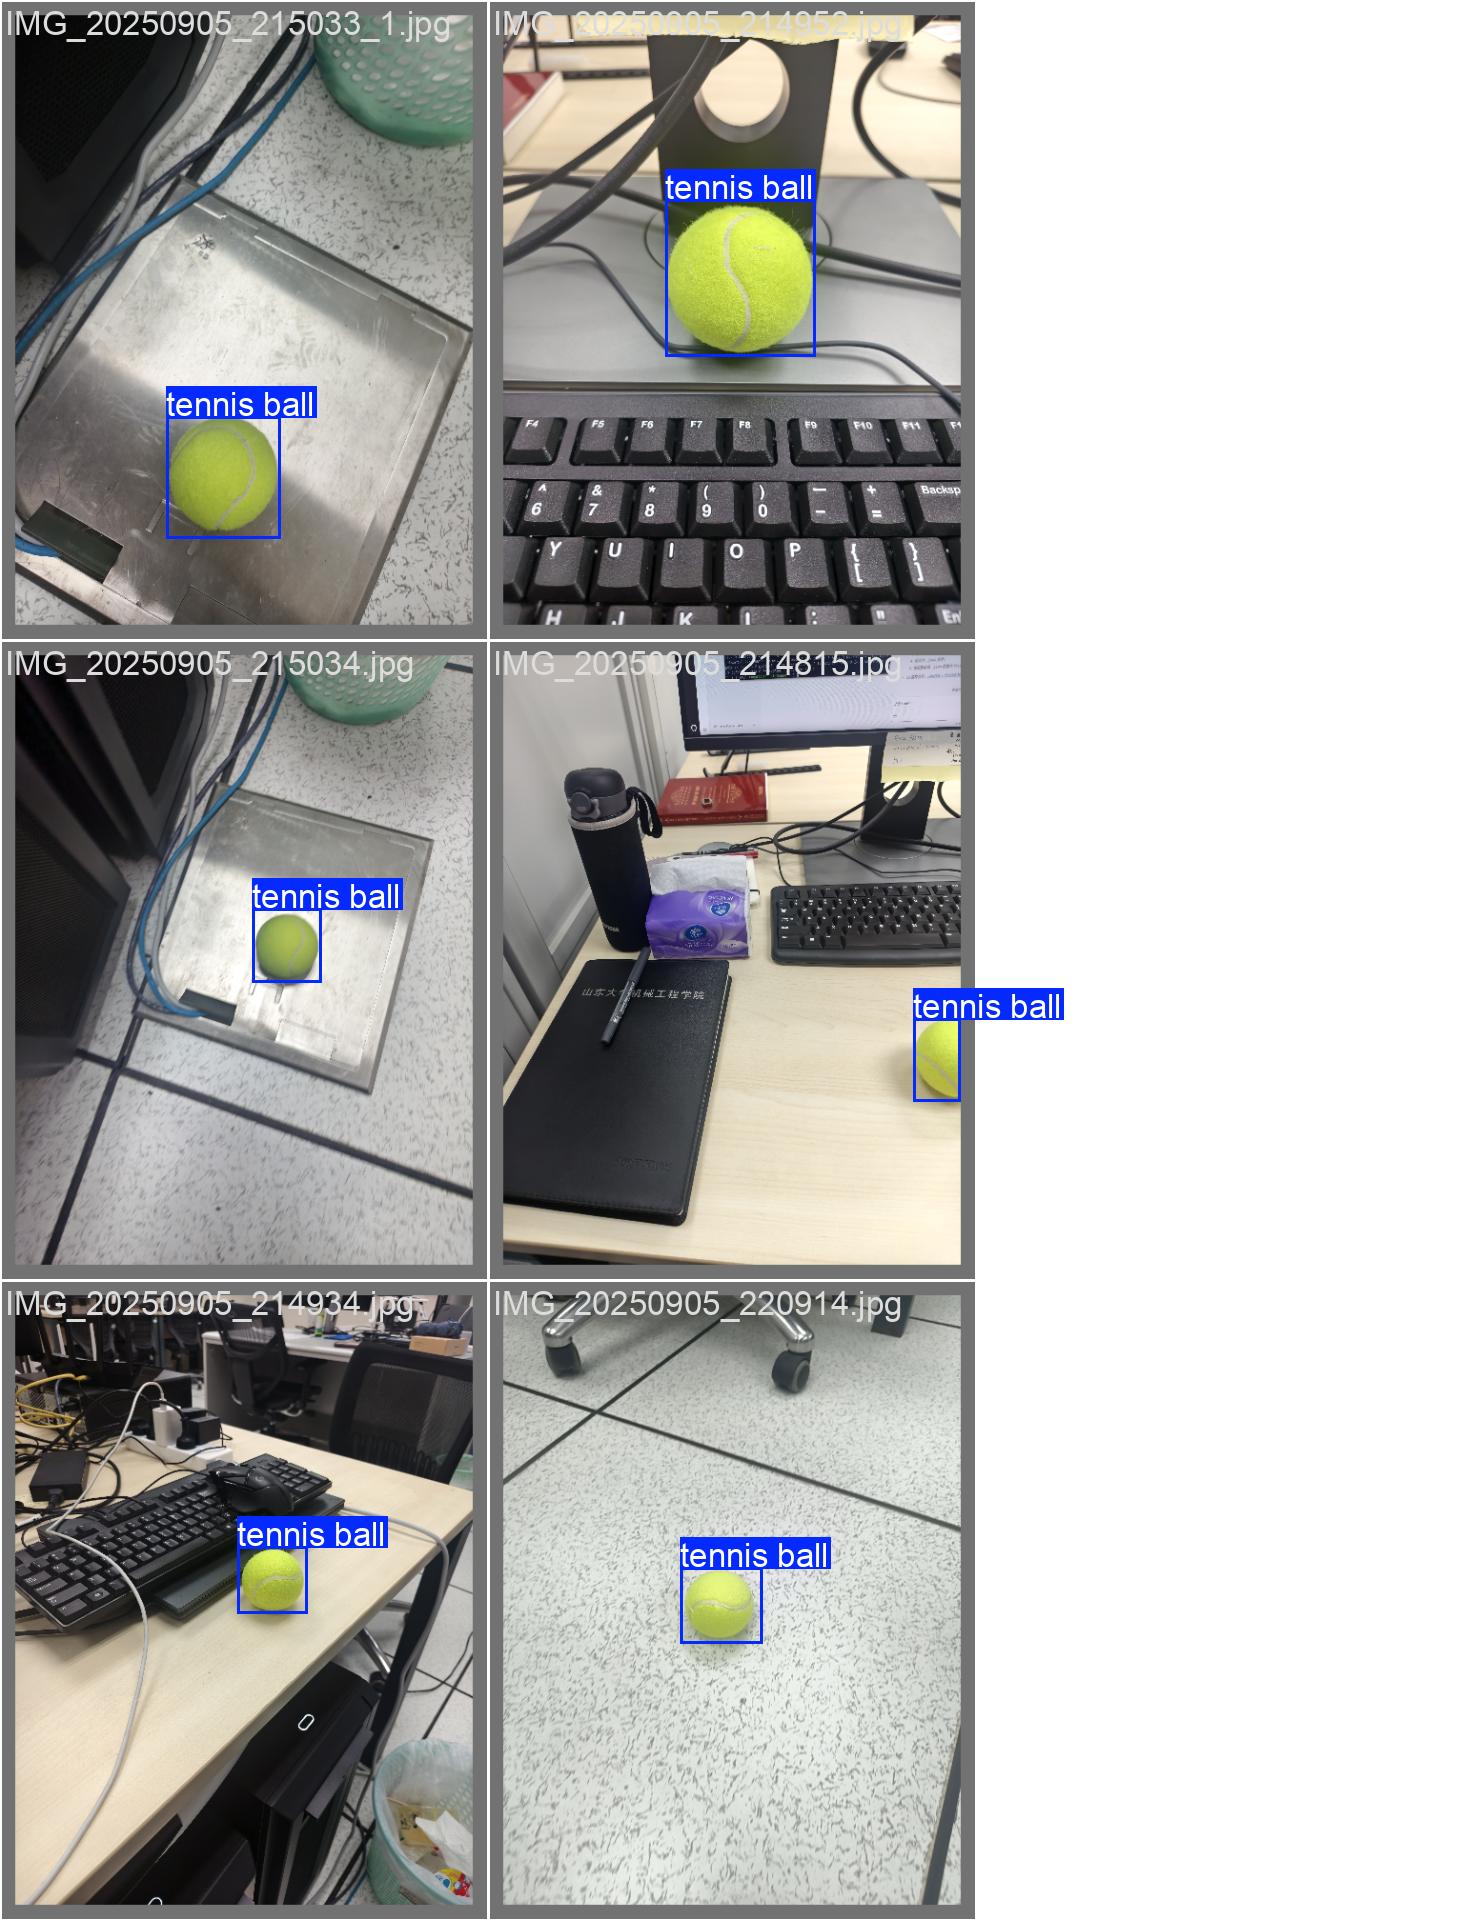 IMG_20250905_215033_1.jpg
tennis ball
IMG_20250905_214952.jpg
tennis ball
F4 F5 F6 F7 F8 F9 F10 F11
^ & * ( ) — +
6 7 8 9 0 - =
Backsp
Y U I O P { }
[ ]
H J K L : "
IMG_20250905_215034.jpg
tennis ball
IMG_20250905_214815.jpg
山东大学机械工程学院
tennis ball
IMG_20250905_214934.jpg
tennis ball
IMG_20250905_220914.jpg
tennis ball